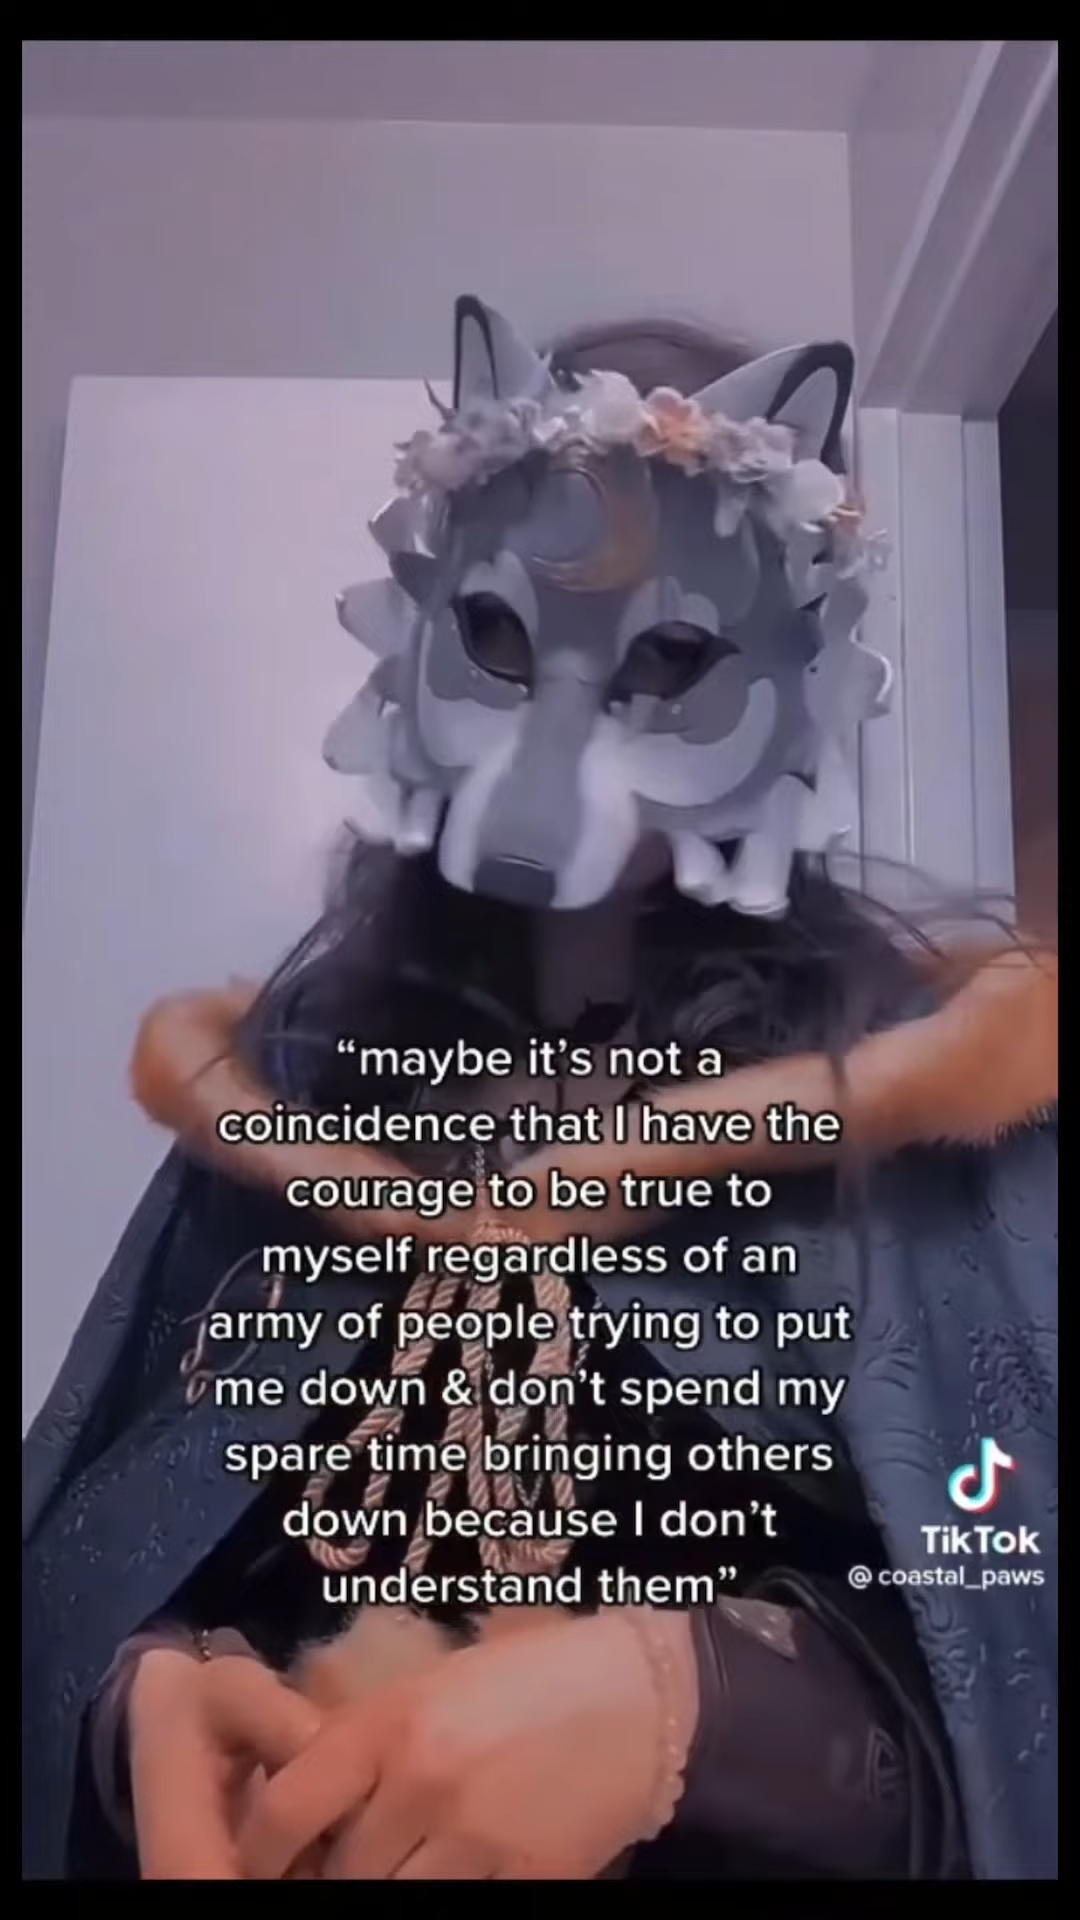 “maybe it’s not a
coincidence that I have the
courage to be true to
myself regardless of an
army of people trying to put
me down & don’t spend my
spare time bringing others
down because I don’t
understand them”
TikTok
@coastal_paws